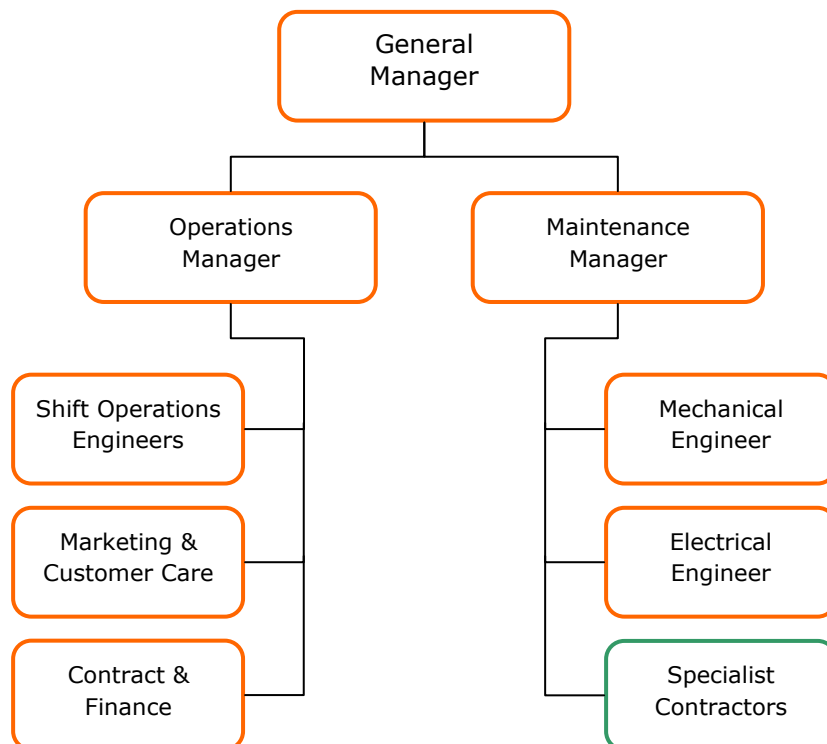 General
Manager
Operations
Manager
Maintenance
Manager
Shift Operations
Engineers
Marketing &
Customer Care
Contract &
Finance
Mechanical
Engineer
Electrical
Engineer
Specialist
Contractors